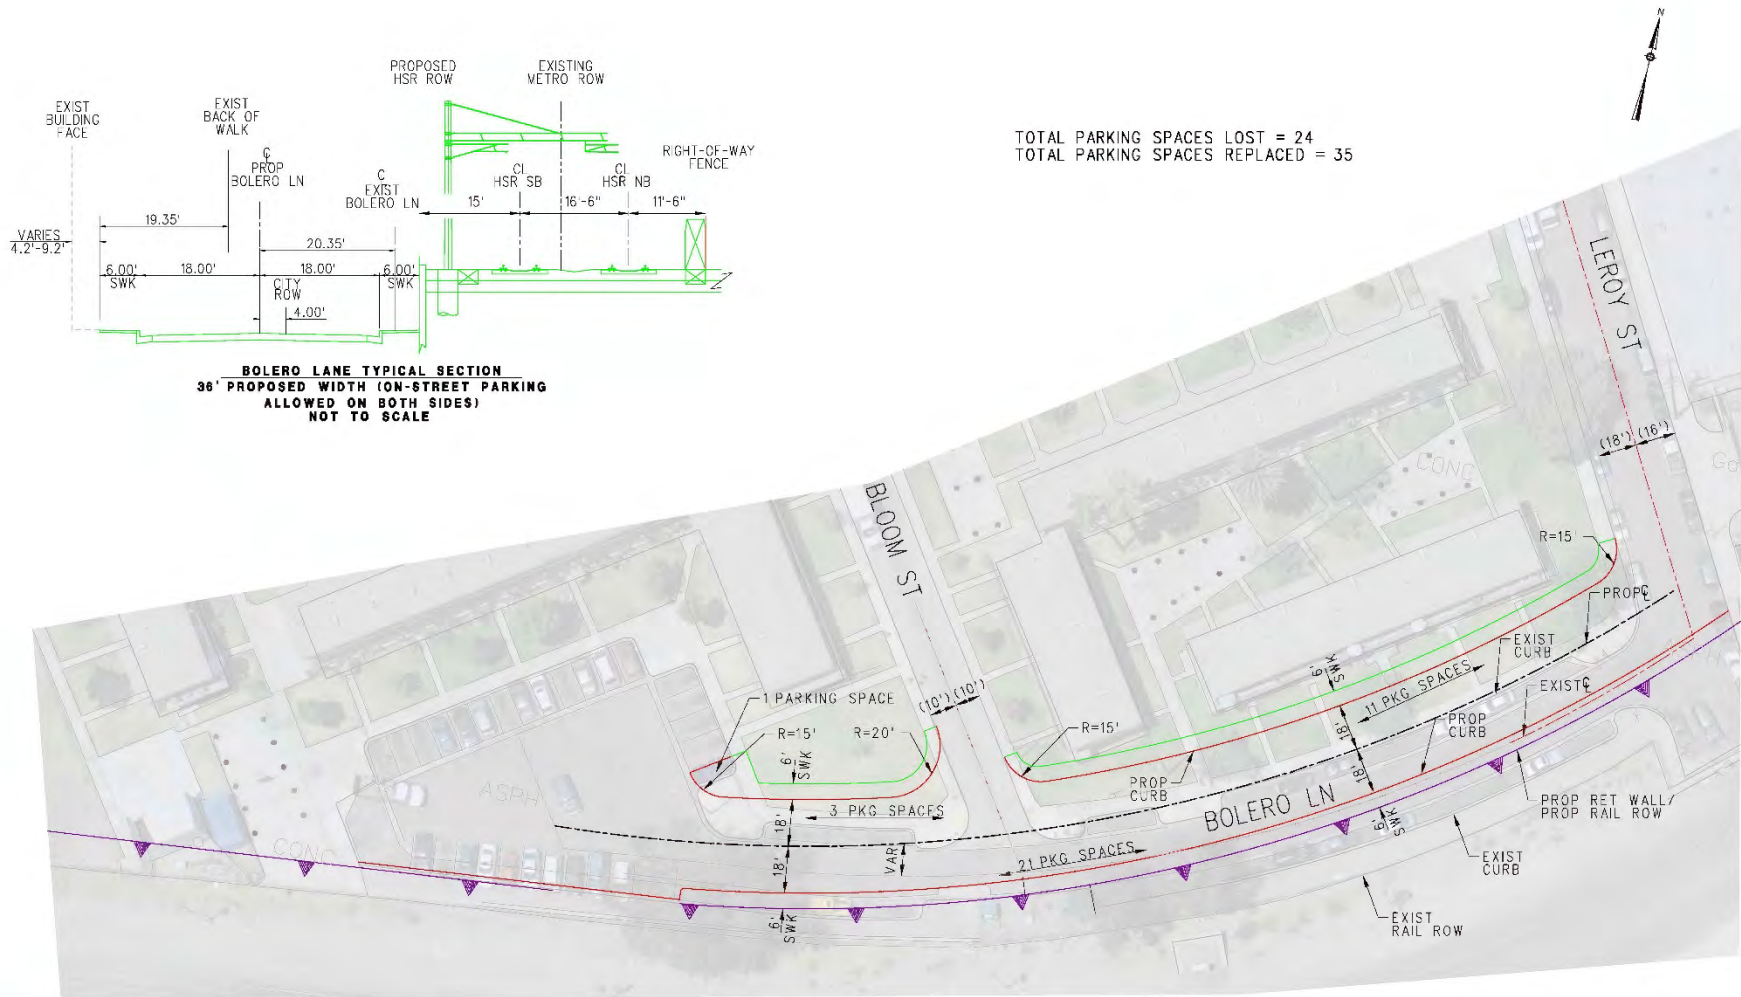 N
TOTAL PARKING SPACES LOST = 24
TOTAL PARKING SPACES REPLACED = 35
PROPOSED
HSR ROW
EXISTING
METRO ROW
EXIST
BUILDING
FACE
EXIST
BACK OF
WALK
℄
PROP
BOLERO LN
C
EXIST
BOLERO LN
CL
HSR SB
CL
HSR NB
RIGHT-OF-WAY
FENCE
15'
16'-6"
11'-6"
19.35'
VARIES
4.2'-9.2'
20.35'
6.00'
SWK
18.00'
18.00'
6.00'
SWK
CITY
ROW
4.00'
BOLERO LANE TYPICAL SECTION
36' PROPOSED WIDTH (ON-STREET PARKING
ALLOWED ON BOTH SIDES)
NOT TO SCALE
LEROY ST
(18')
(16')
CONC
Go
BLOOM ST
R=15'
PROP ℄
EXIST
CURB
EXIST ℄
6'
SWK
11 PKG SPACES
18'
18'
PROP
CURB
(10')
(10')
1 PARKING SPACE
R=15'
R=20'
R=15'
6'
SWK
PROP
CURB
3 PKG SPACES
ASPH
CONC
18'
18'
VAR
BOLERO LN
21 PKG SPACES
6'
SWK
PROP RET WALL/
PROP RAIL ROW
EXIST
CURB
6'
SWK
EXIST
RAIL ROW